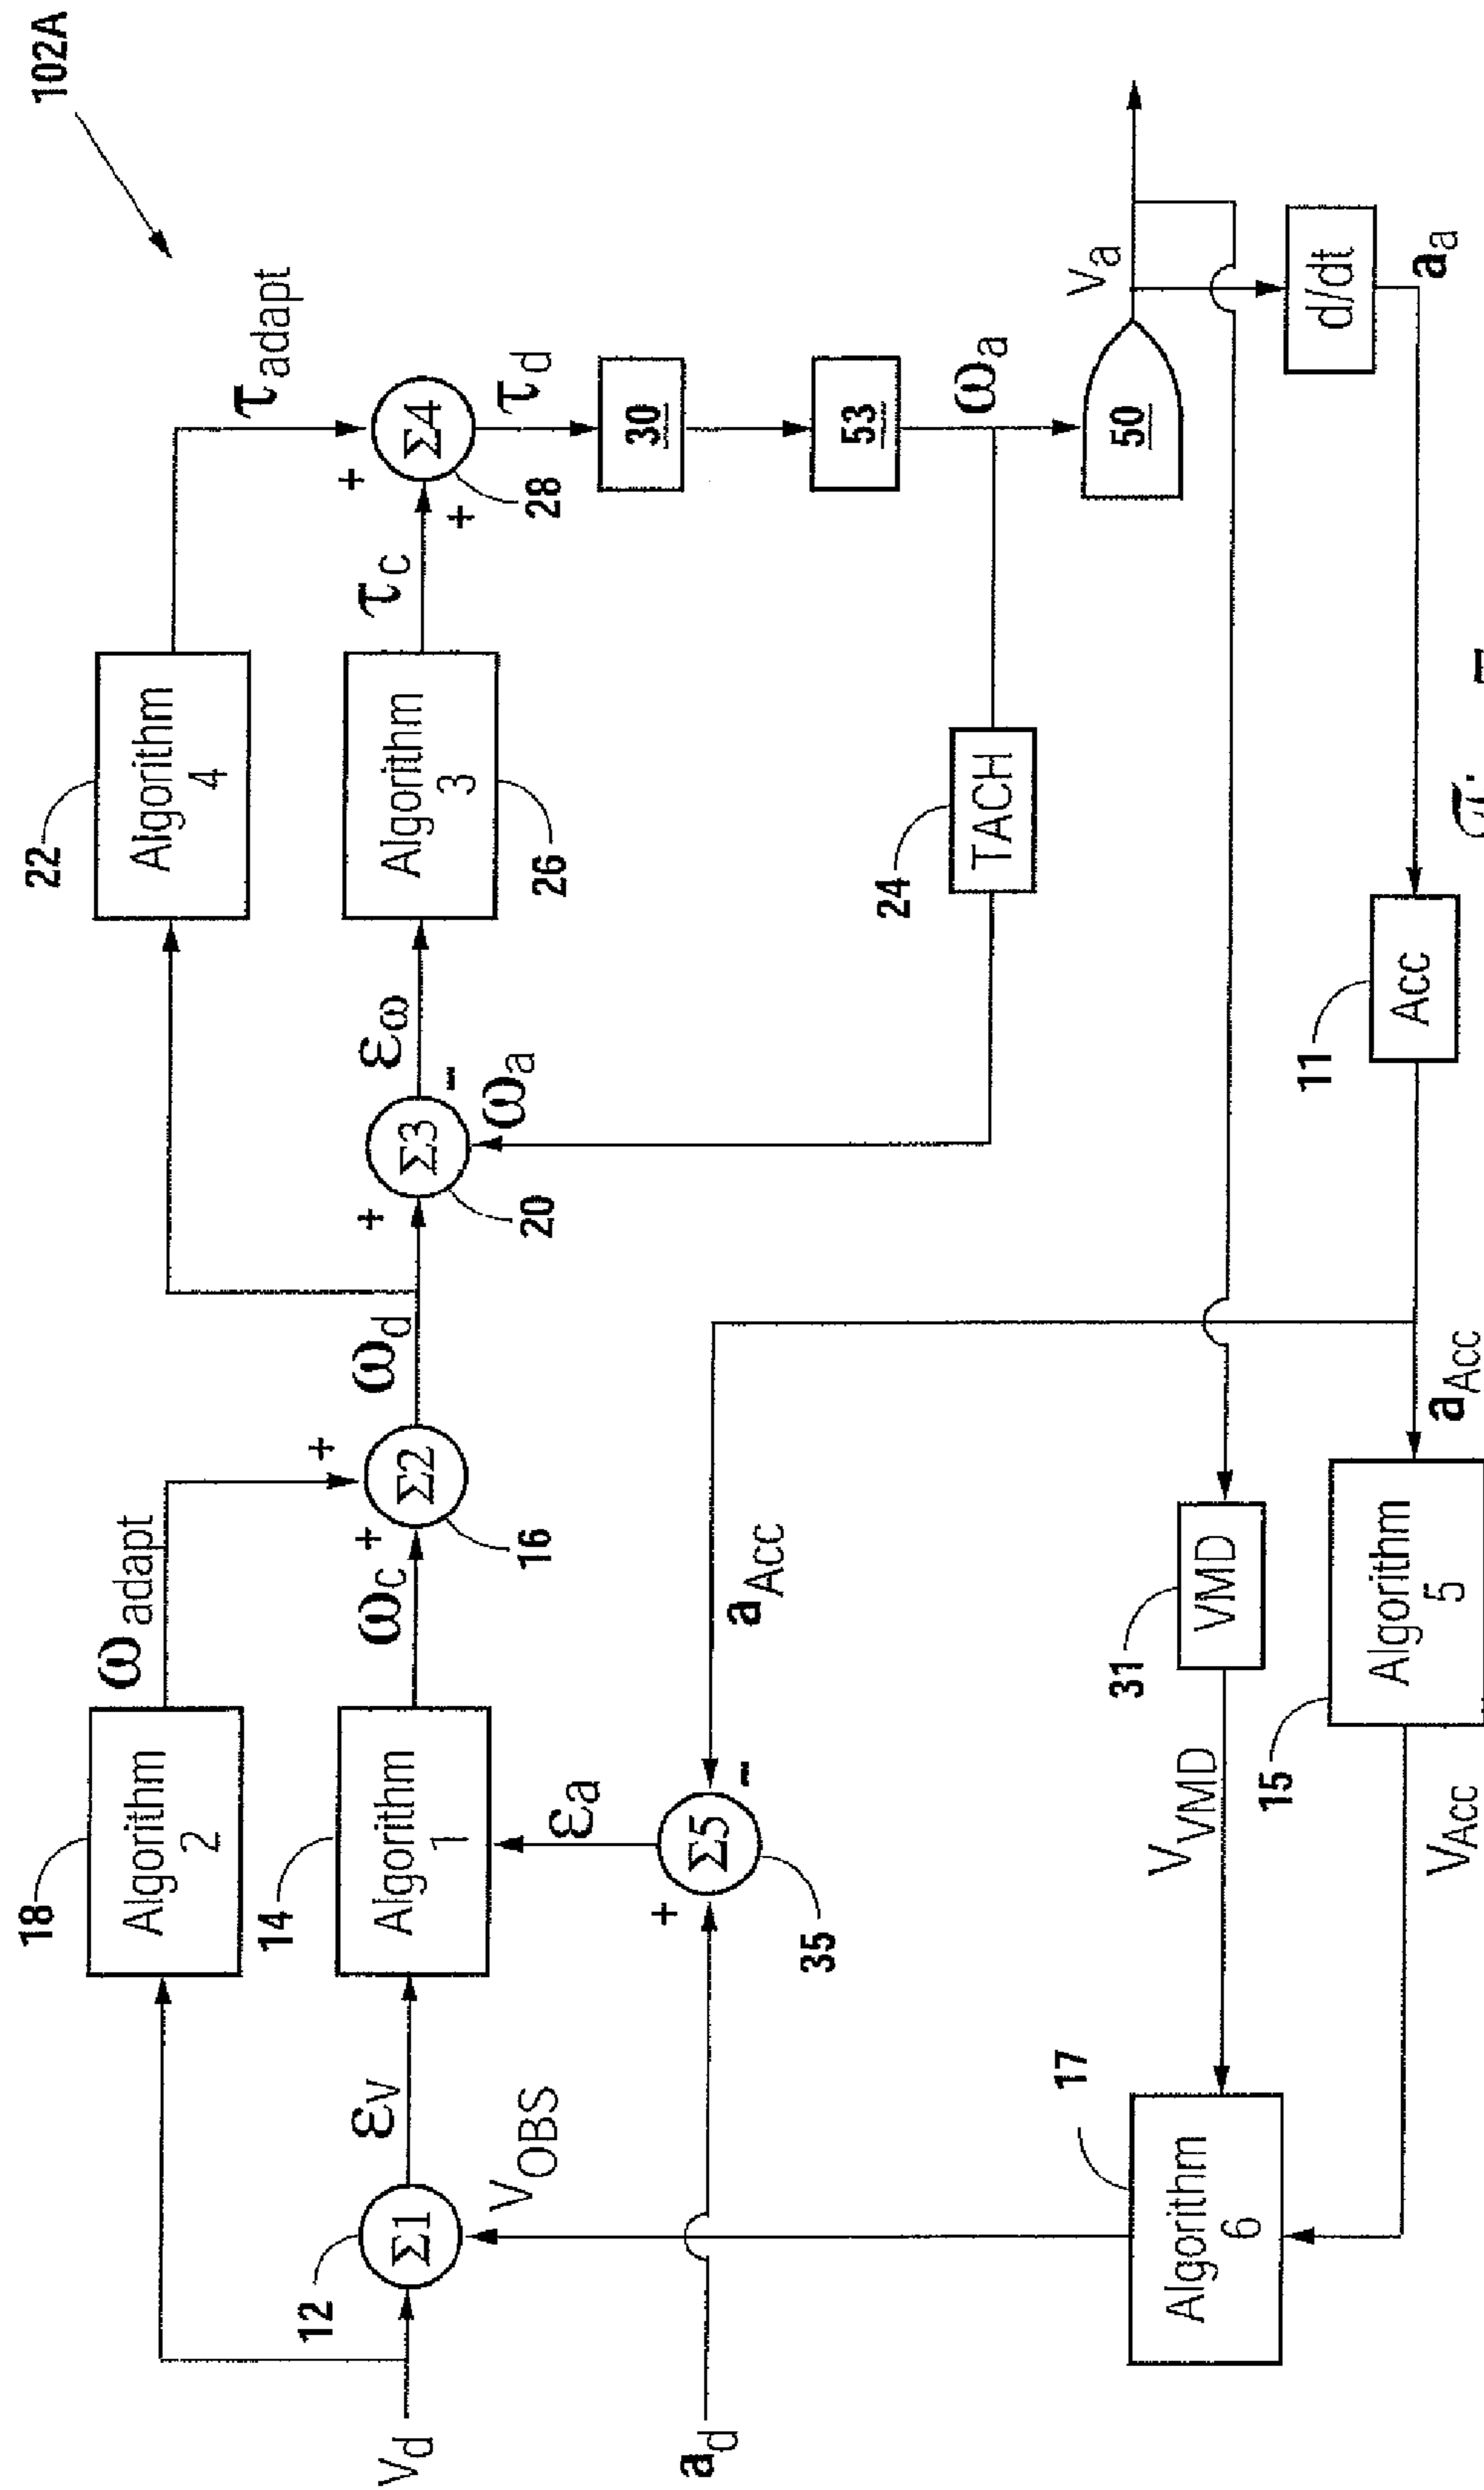 102A
22
Algorithm
4
τadapt
18
Algorithm
2
ωadapt
Vd
12
Σ1
εV
14
Algorithm
1
ωc
+
+
Σ2
16
ωd
+
Σ3
-
20
εω
ωa
Algorithm
3
26
τc
+
+
Σ4
28
τd
30
53
ωa
50
Va
24
TACH
VOBS
ad
+
Σ5
-
35
εa
aAcc
17
Algorithm
6
VVMD
31
VMD
d/dt
aa
11
Acc
aAcc
15
Algorithm
5
VAcc